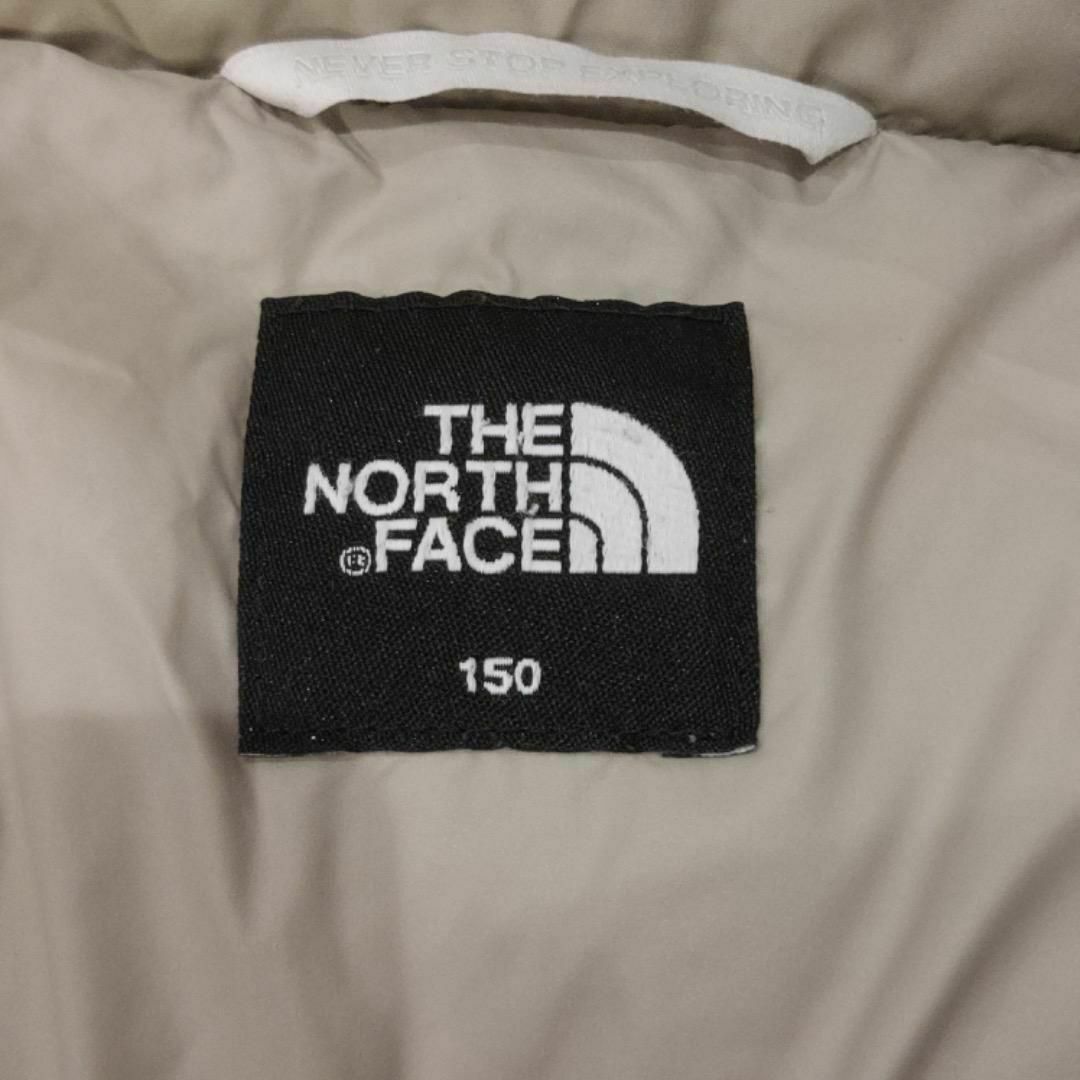 NEVER STOP EXPLORING
THE
NORTH
®FACE
150